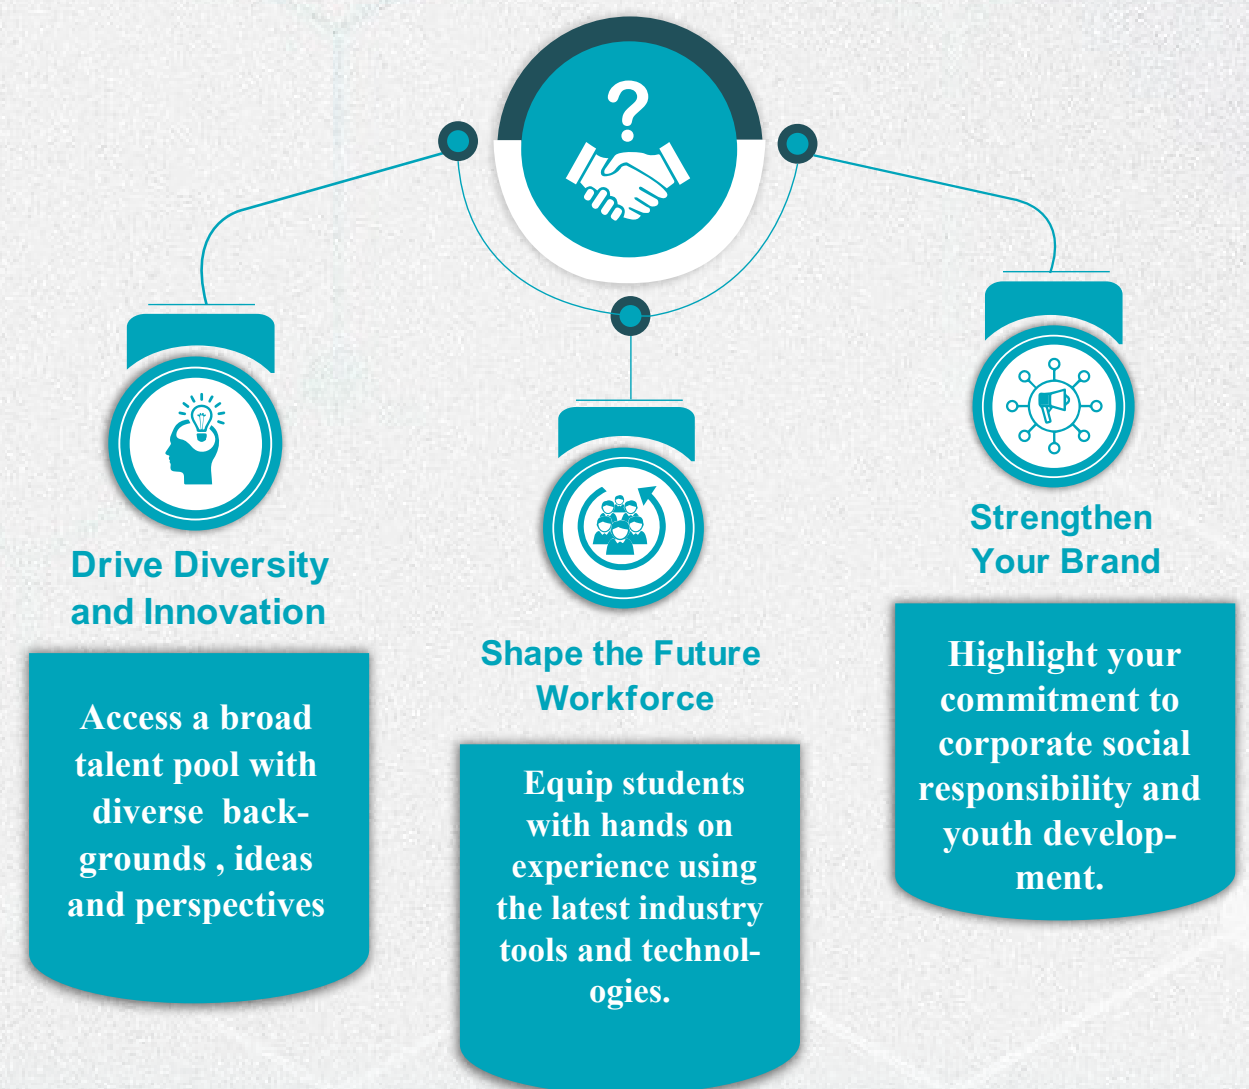 ?
Drive Diversity
and Innovation
Access a broad
talent pool with
diverse back-
grounds , ideas
and perspectives
Shape the Future
Workforce
Equip students
with hands on
experience using
the latest industry
tools and technol-
ogies.
Strengthen
Your Brand
Highlight your
commitment to
corporate social
responsibility and
youth develop-
ment.